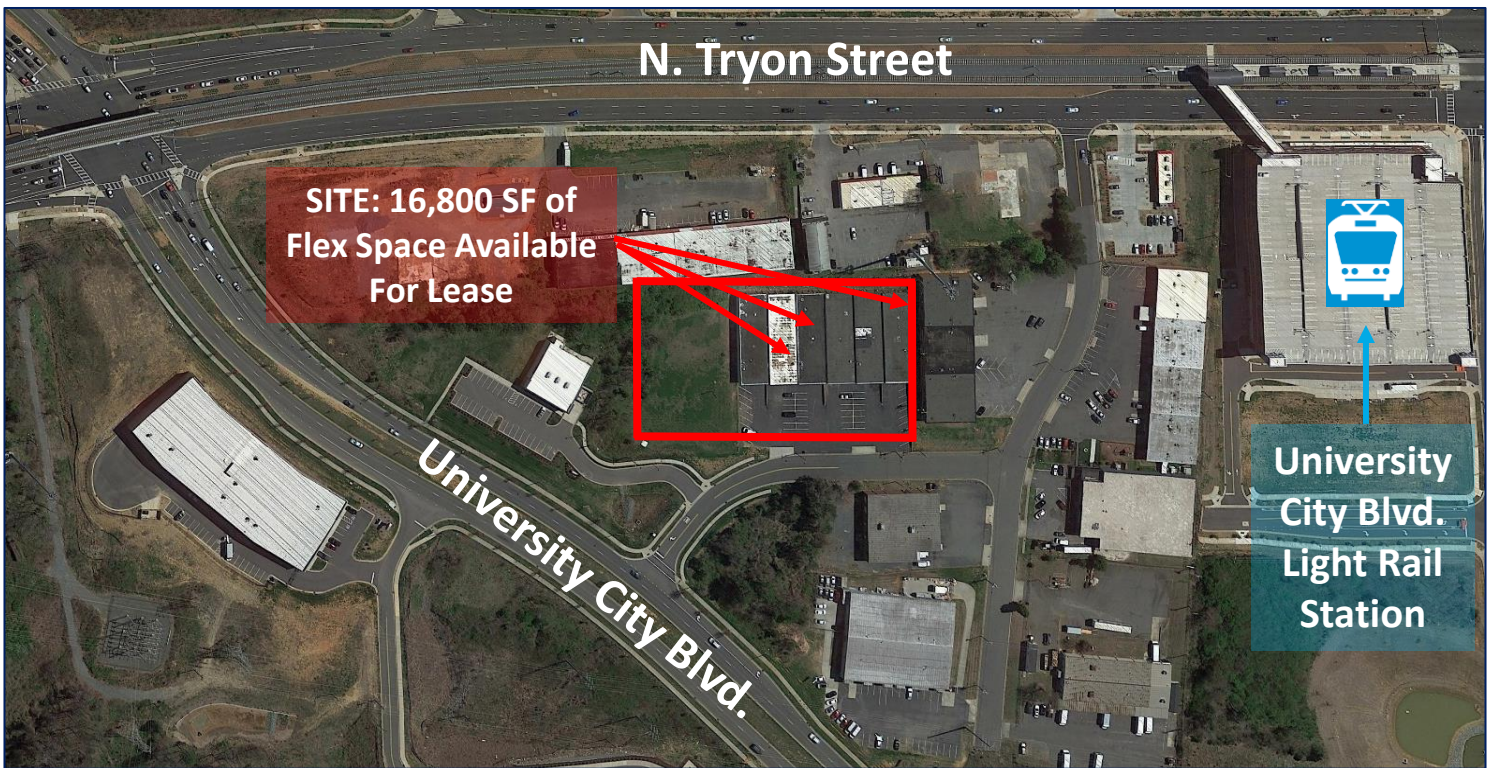 N. Tryon Street
SITE: 16,800 SF of
Flex Space Available
For Lease
University City Blvd.
University
City Blvd.
Light Rail
Station